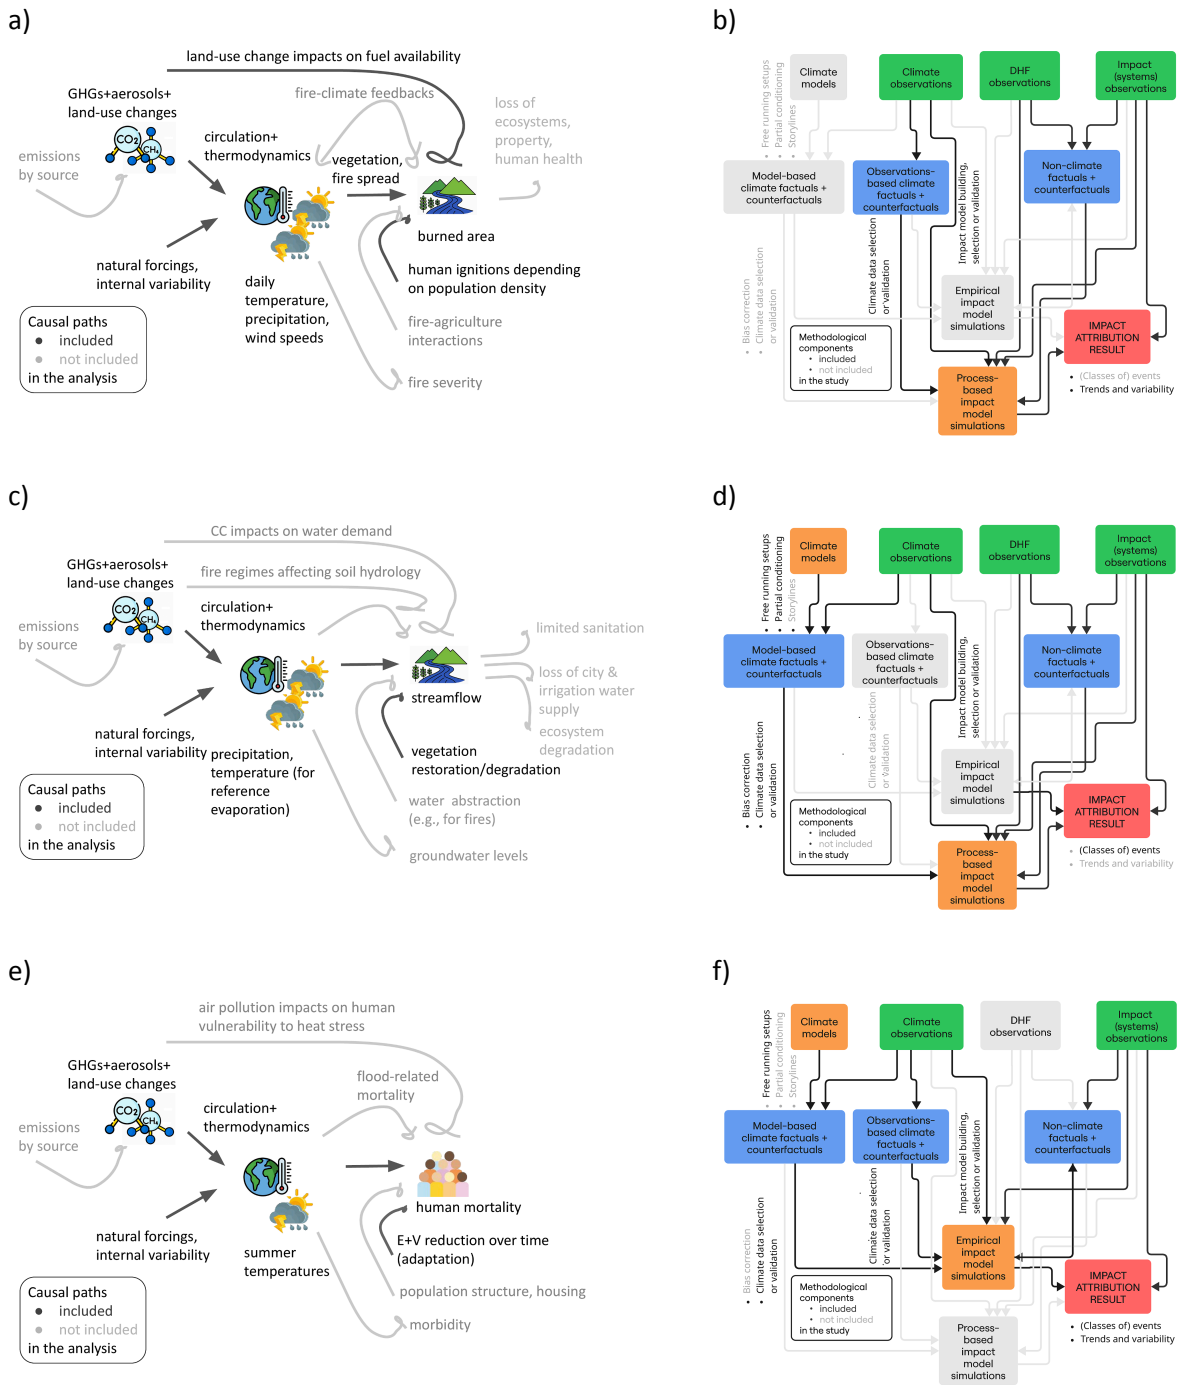 a)
land-use change impacts on fuel availability
GHGs+aerosols+
land-use changes
fire-climate feedbacks
loss of
ecosystems,
property,
human health
CO2
CH4
circulation+
thermodynamics
vegetation,
fire spread
emissions
by source
burned area
natural forcings,
internal variability
daily
temperature,
precipitation,
wind speeds
human ignitions depending
on population density
fire-agriculture
interactions
fire severity
Causal paths
included
not included
in the analysis
b)
Climate
models
Climate
observations
DHF
observations
Impact
(systems)
observations
• Free running setups
• Partial conditioning
• Storylines
Model-based
climate factuals +
counterfactuals
Observations-
based climate
factuals +
counterfactuals
Impact model building,
selection or validation
Non-climate
factuals +
counterfactuals
• Bias correction
• Climate data selection
or validation
Climate data selection
or validation
Empirical
impact
model
simulations
IMPACT
ATTRIBUTION
RESULT
Methodological
components
• included
• not included
in the study
Process-
based
impact
model
simulations
• (Classes of) events
• Trends and variability
c)
CC impacts on water demand
GHGs+aerosols+
land-use changes
fire regimes affecting soil hydrology
CO2
CH4
circulation+
thermodynamics
emissions
by source
limited sanitation
loss of city &
irrigation water
supply
ecosystem
degradation
streamflow
natural forcings,
internal variability
precipitation,
temperature (for
reference
evaporation)
vegetation
restoration/degradation
water abstraction
(e.g., for fires)
groundwater levels
Causal paths
included
not included
in the analysis
d)
Climate
models
Climate
observations
DHF
observations
Impact
(systems)
observations
• Free running setups
• Partial conditioning
• Storylines
Model-based
climate factuals +
counterfactuals
Observations-
based climate
factuals +
counterfactuals
Impact model building,
selection or validation
Non-climate
factuals +
counterfactuals
• Bias correction
• Climate data selection
or validation
Climate data selection
or validation
Empirical
impact
model
simulations
IMPACT
ATTRIBUTION
RESULT
Methodological
components
• included
• not included
in the study
Process-
based
impact
model
simulations
• (Classes of) events
• Trends and variability
e)
air pollution impacts on human
vulnerability to heat stress
GHGs+aerosols+
land-use changes
flood-related
mortality
CO2
CH4
circulation+
thermodynamics
emissions
by source
human mortality
natural forcings,
internal variability
summer
temperatures
E+V reduction over time
(adaptation)
population structure, housing
morbidity
Causal paths
included
not included
in the analysis
f)
Climate
models
Climate
observations
DHF
observations
Impact
(systems)
observations
• Free running setups
• Partial conditioning
• Storylines
Model-based
climate factuals +
counterfactuals
Observations-
based climate
factuals +
counterfactuals
Impact model building,
selection or validation
Non-climate
factuals +
counterfactuals
• Bias correction
• Climate data selection
or validation
Climate data selection
or validation
Empirical
impact
model
simulations
IMPACT
ATTRIBUTION
RESULT
Methodological
components
• included
• not included
in the study
Process-
based
impact
model
simulations
• (Classes of) events
• Trends and variability